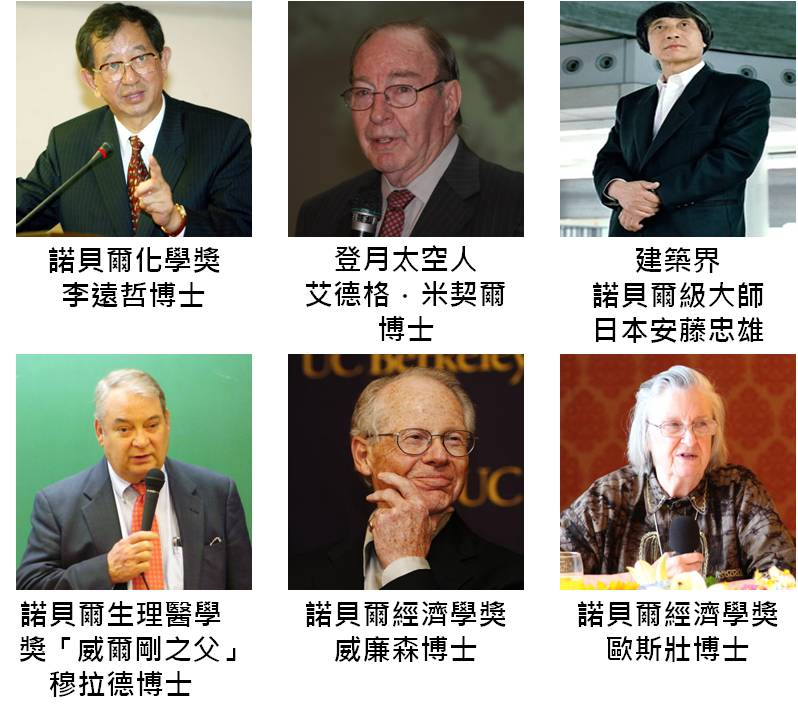 諾貝爾化學獎
李遠哲博士
登月太空人
艾德格．米契爾
博士
建築界
諾貝爾級大師
日本安藤忠雄
UC Berkeley
UC
諾貝爾生理醫學
獎「威爾剛之父」
穆拉德博士
諾貝爾經濟學獎
威廉森博士
諾貝爾經濟學獎
歐斯壯博士